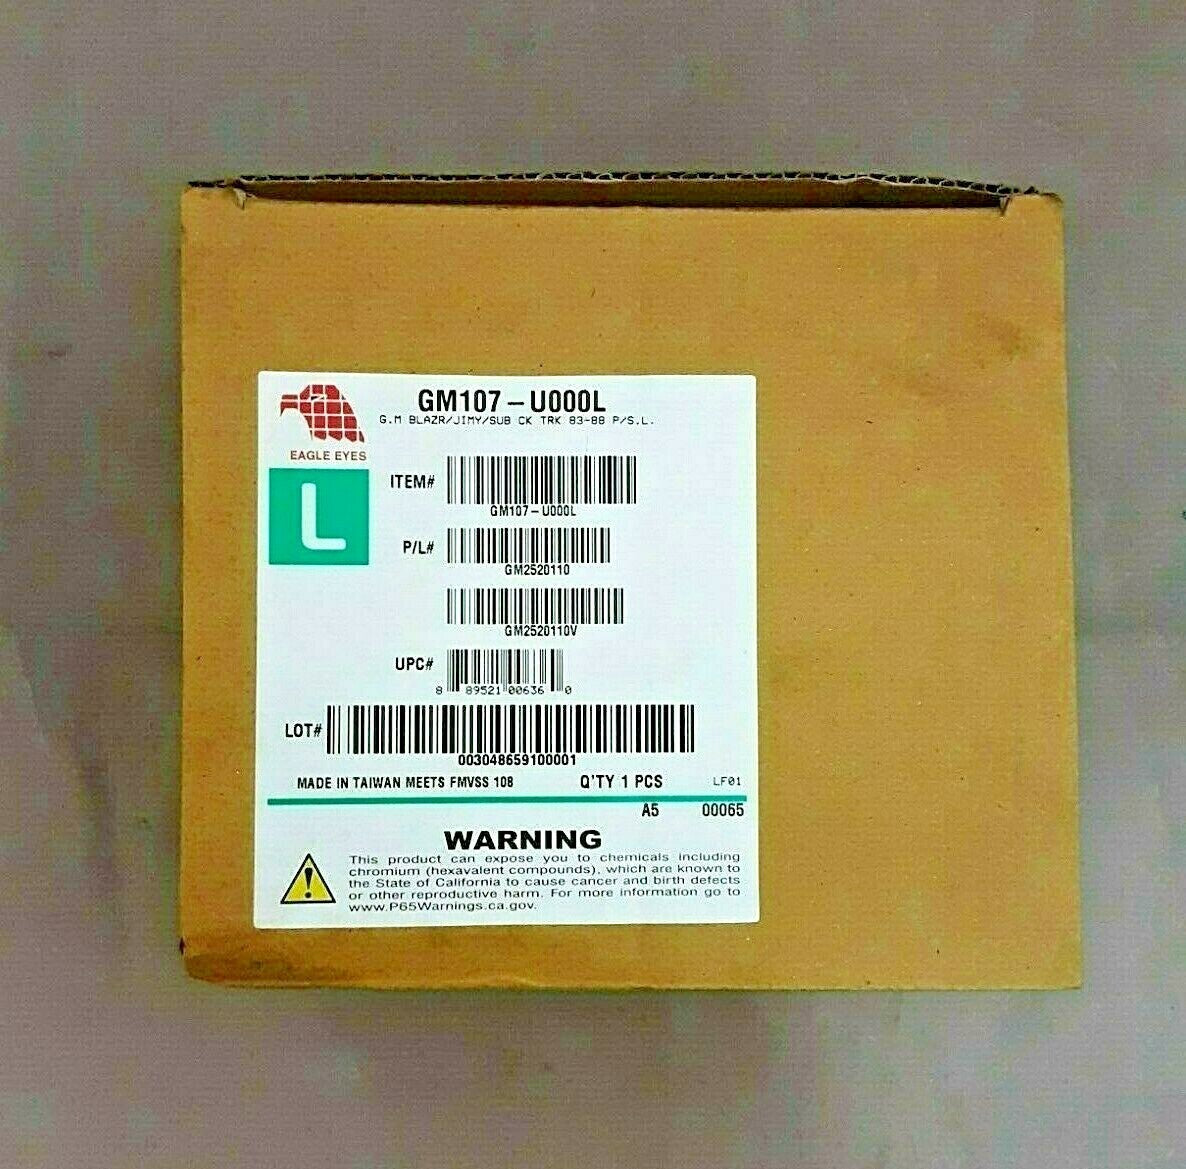 GM107-U000L
G.M BLAZR/JIMY/SUB CK TRK 83-88 P/S.L.
EAGLE EYES
L
ITEM#
GM107-U000L
P/L#
GM2520110
GM2520110V
UPC#
8 89521 00636 0
LOT#
003048659100001
MADE IN TAIWAN MEETS FMVSS 108 Q'TY 1 PCS LF01
A5 00065
WARNING
This product can expose you to chemicals including
chromium (hexavalent compounds), which are known to
the State of California to cause cancer and birth defects
or other reproductive harm. For more information go to
www.P65Warnings.ca.gov.